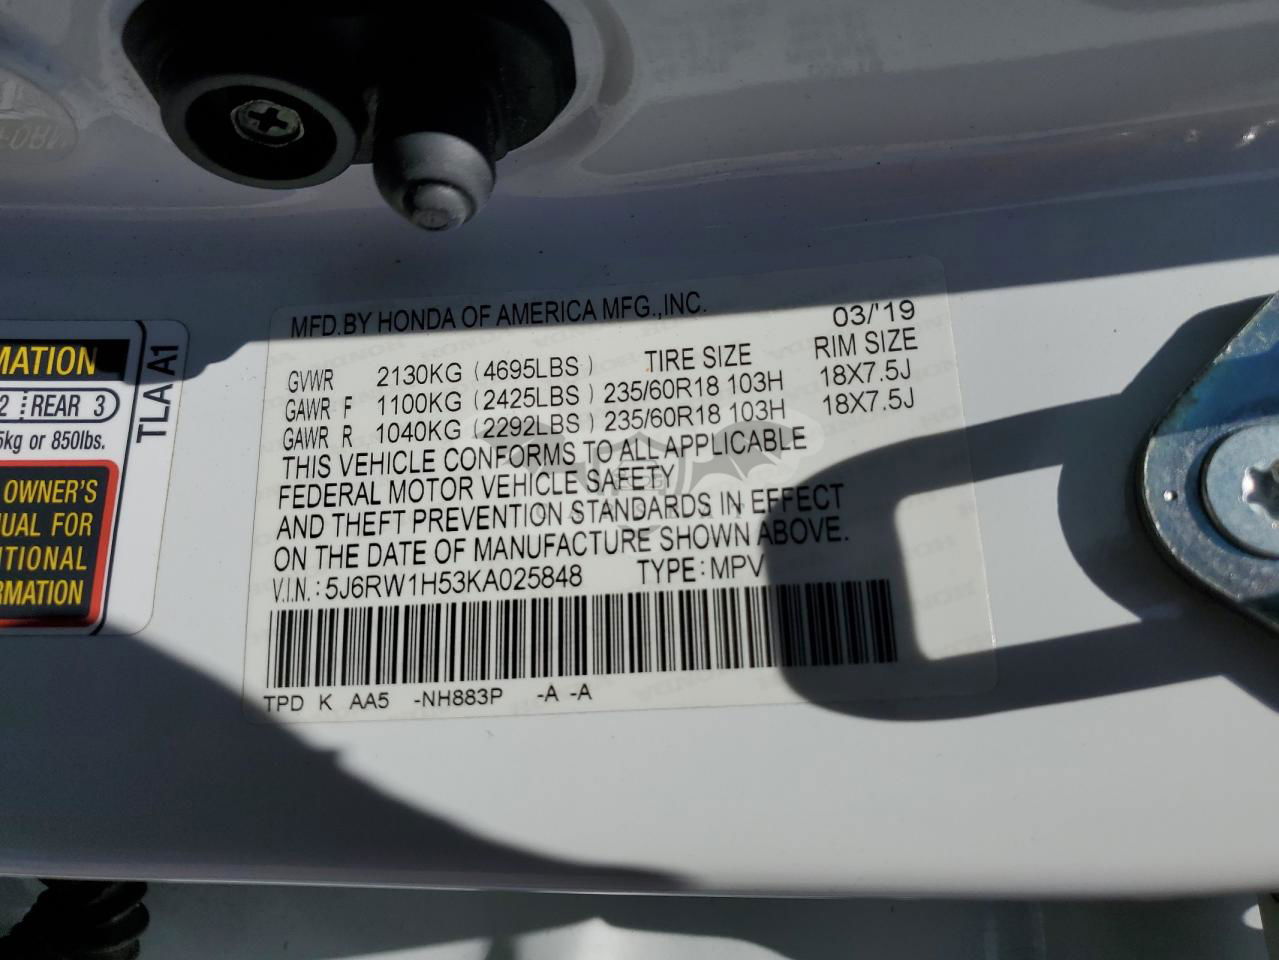 MFD.BY HONDA OF AMERICA MFG.,INC. 03/'19
GVWR 2130KG (4695LBS) TIRE SIZE RIM SIZE
GAWR F 1100KG (2425LBS) 235/60R18 103H 18X7.5J
GAWR R 1040KG (2292LBS) 235/60R18 103H 18X7.5J
THIS VEHICLE CONFORMS TO ALL APPLICABLE
FEDERAL MOTOR VEHICLE SAFETY
AND THEFT PREVENTION STANDARDS IN EFFECT
ON THE DATE OF MANUFACTURE SHOWN ABOVE.
V.I.N.: 5J6RW1H53KA025848 TYPE: MPV
TPD K AA5 -NH883P -A -A
MATION
2 REAR 3
5kg or 850lbs.
TLA A1
OWNER'S
NUAL FOR
ITIONAL
RMATION